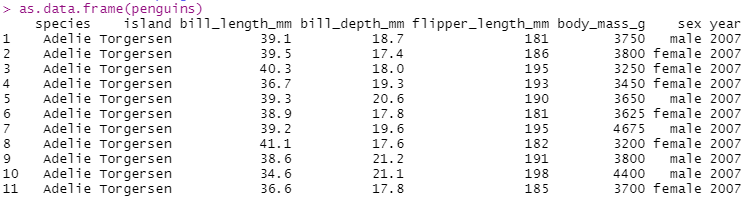 > as.data.frame(penguins)
species island bill_length_mm bill_depth_mm flipper_length_mm body_mass_g sex year
1 Adelie Torgersen 39.1 18.7 181 3750 male 2007
2 Adelie Torgersen 39.5 17.4 186 3800 female 2007
3 Adelie Torgersen 40.3 18.0 195 3250 female 2007
4 Adelie Torgersen 36.7 19.3 193 3450 female 2007
5 Adelie Torgersen 39.3 20.6 190 3650 male 2007
6 Adelie Torgersen 38.9 17.8 181 3625 female 2007
7 Adelie Torgersen 39.2 19.6 195 4675 male 2007
8 Adelie Torgersen 41.1 17.6 182 3200 female 2007
9 Adelie Torgersen 38.6 21.2 191 3800 male 2007
10 Adelie Torgersen 34.6 21.1 198 4400 male 2007
11 Adelie Torgersen 36.6 17.8 185 3700 female 2007